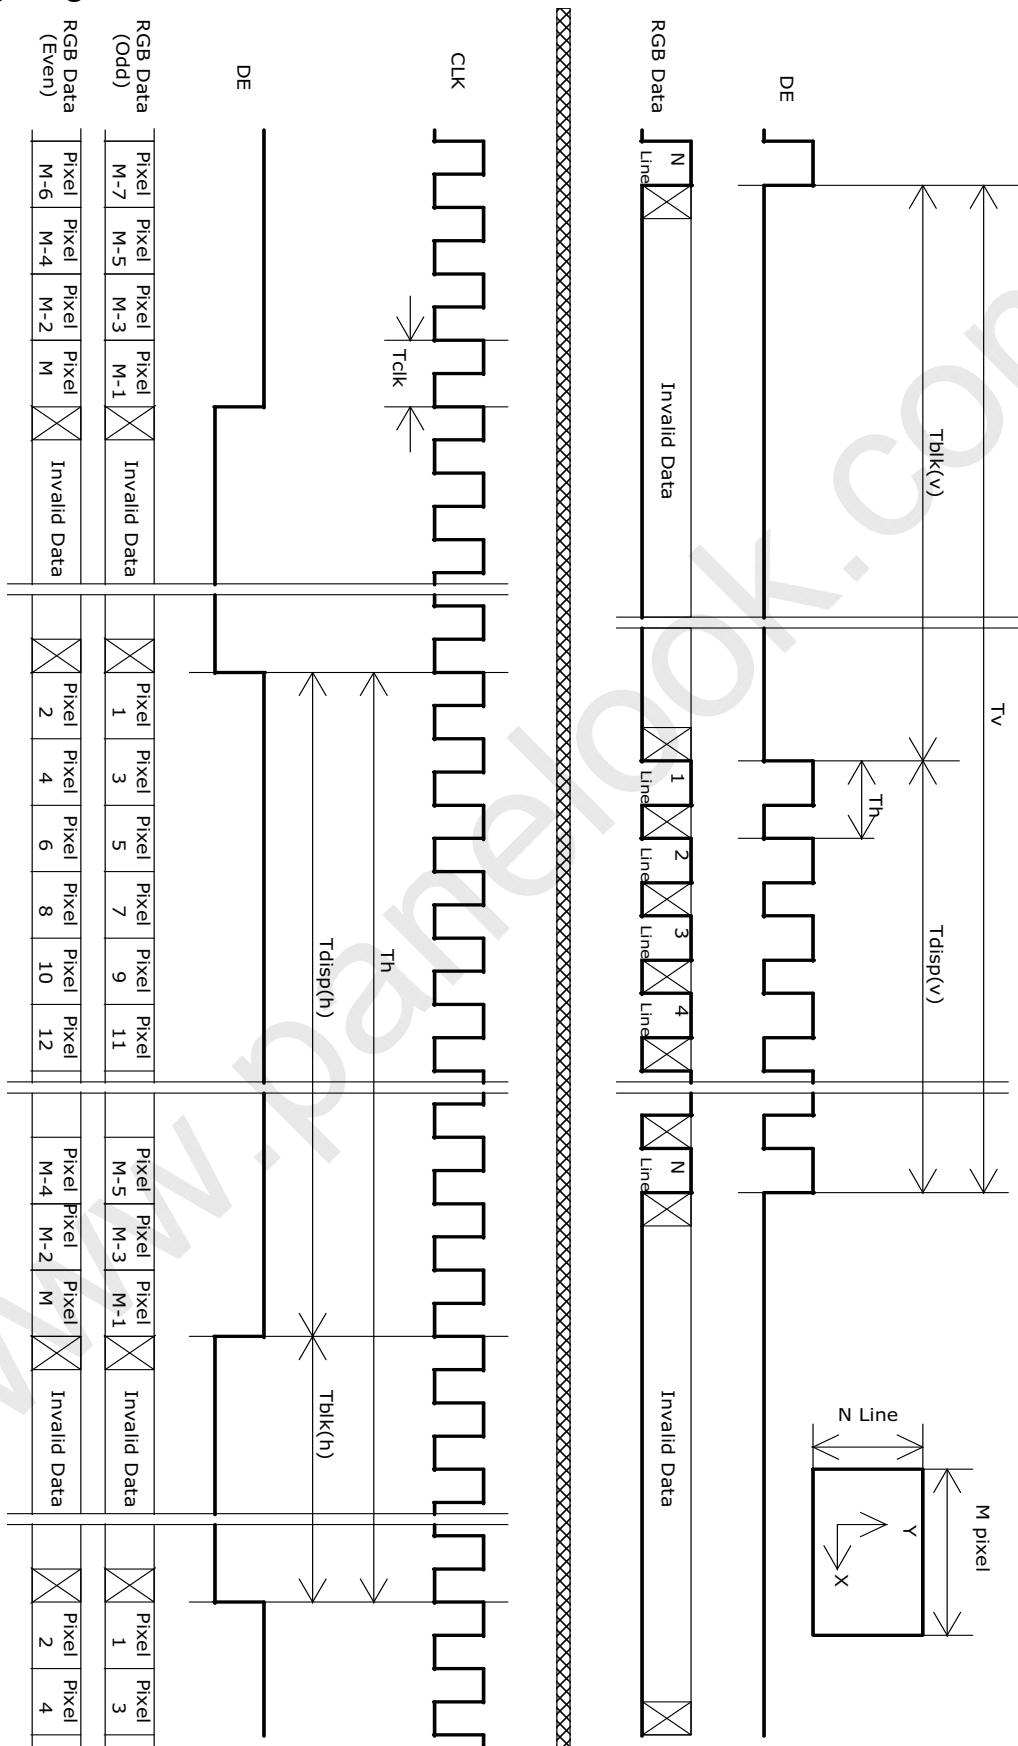 Tv
M pixel
Tblk(v)
Tdisp(v)
N Line
Y
X
Th
DE
RGB Data
N
Line
Invalid Data
1
Line
2
Line
3
Line
4
Line
N
Line
Invalid Data
CLK
Tclk
Th
Tdisp(h)
Tblk(h)
DE
RGB Data
(Odd)
Pixel
M-7
Pixel
M-5
Pixel
M-3
Pixel
M-1
Invalid Data
Pixel
1
Pixel
3
Pixel
5
Pixel
7
Pixel
9
Pixel
11
Pixel
M-5
Pixel
M-3
Pixel
M-1
Invalid Data
Pixel
1
Pixel
3
RGB Data
(Even)
Pixel
M-6
Pixel
M-4
Pixel
M-2
Pixel
M
Invalid Data
Pixel
2
Pixel
4
Pixel
6
Pixel
8
Pixel
10
Pixel
12
Pixel
M-4
Pixel
M-2
Pixel
M
Invalid Data
Pixel
2
Pixel
4
www.panelook.com